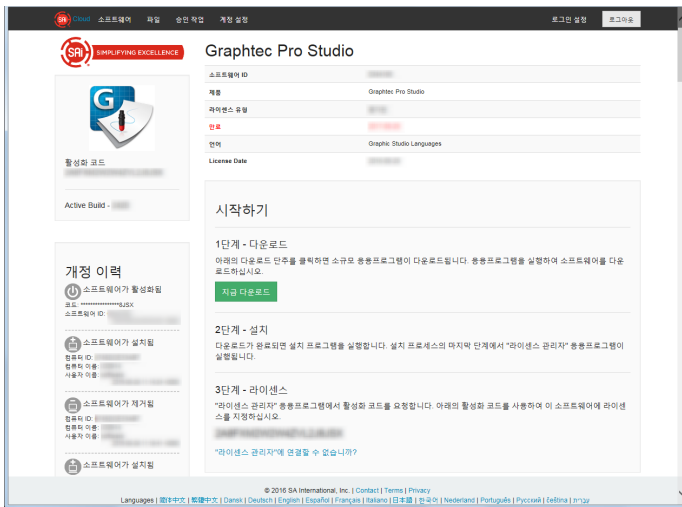 SAi Cloud 소프트웨어 파일 승인 작업 계정 설정 로그인 설정 로그아웃
SAi SIMPLIFYING EXCELLENCE
Graphtec Pro Studio
소프트웨어 ID
제품 Graphtec Pro Studio
라이센스 유형
만료
언어 Graphic Studio Languages
License Date
G
활성화 코드
Active Build -
개정 이력
소프트웨어가 활성화됨
코드: ****************8JSX
소프트웨어 ID:
소프트웨어가 설치됨
컴퓨터 ID:
컴퓨터 이름:
사용자 이름:
소프트웨어가 제거됨
컴퓨터 ID:
컴퓨터 이름:
사용자 이름:
소프트웨어가 설치됨
시작하기
1단계 - 다운로드
아래의 다운로드 단추를 클릭하면 소규모 응용프로그램이 다운로드됩니다. 응용프로그램을 실행하여 소프트웨어를 다운
로드하십시오.
지금 다운로드
2단계 - 설치
다운로드가 완료되면 설치 프로그램을 실행합니다. 설치 프로세스의 마지막 단계에서 "라이센스 관리자" 응용프로그램이
실행됩니다.
3단계 - 라이센스
"라이센스 관리자" 응용프로그램에서 활성화 코드를 요청합니다. 아래의 활성화 코드를 사용하여 이 소프트웨어에 라이센
스를 지정하십시오.
"라이센스 관리자"에 연결할 수 없습니까?
© 2016 SA International, Inc. | Contact | Terms | Privacy
Languages | 简体中文 | 繁體中文 | Dansk | Deutsch | English | Español | Français | Italiano | 日本語 | 한국어 | Nederland | Português | Русский | čeština | עברית